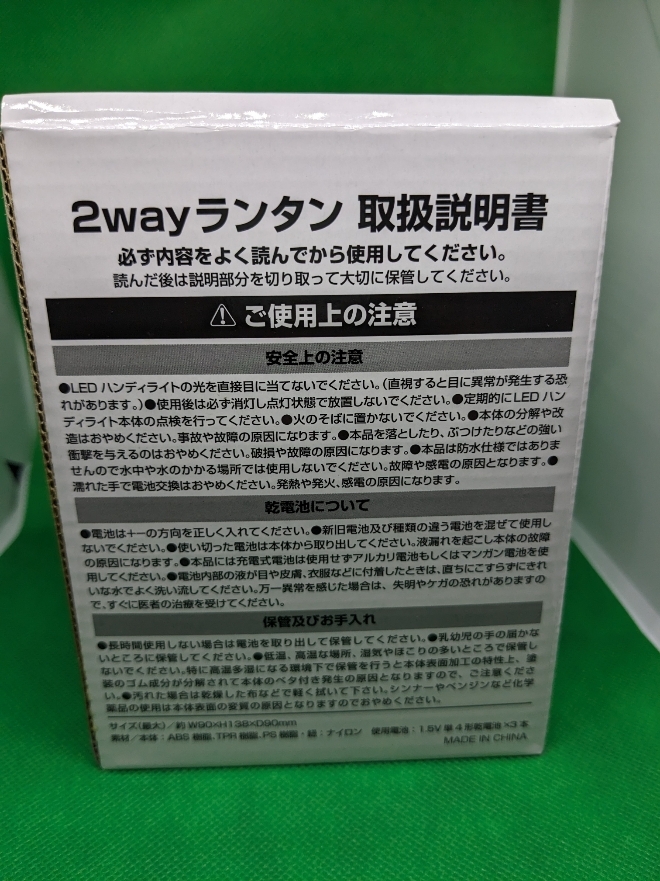 2wayランタン 取扱説明書
必ず内容をよく読んでから使用してください。
読んだ後は説明部分を切り取って大切に保管してください。
⚠ ご使用上の注意
安全上の注意
●LED ハンディライトの光を直接目に当てないでください。(直視すると目に異常が発生する恐
れがあります。)●使用後は必ず消灯し点灯状態で放置しないでください。●定期的にLED ハン
ディライト本体の点検を行ってください。●火のそばに置かないでください。●本体の分解や改
造はおやめください。事故や故障の原因になります。●本品を落としたり、ぶつけたりなどの強い
衝撃を与えるのはおやめください。破損や故障の原因になります。●本品は防水仕様ではありま
せんので水中や水のかかる場所では使用しないでください。故障や感電の原因となります。●
濡れた手で電池交換はおやめください。発熱や発火、感電の原因になります。
乾電池について
●電池は+−の方向を正しく入れてください。●新旧電池及び種類の違う電池を混ぜて使用し
ないでください。●使い切った電池は本体から取り出してください。液漏れを起こし本体の故障
の原因になります。●本品には充電式電池は使用せずアルカリ電池もしくはマンガン電池を使
用してください。●電池内部の液が目や皮膚、衣服などに付着したときは、直ちにこすらずにきれ
いな水でよく洗い流してください。万一異常を感じた場合は、失明やケガの恐れがありますの
で、すぐに医者の治療を受けてください。
保管及びお手入れ
●長時間使用しない場合は電池を取り出して保管してください。●乳幼児の手の届かな
いところに保管してください。●低温、高温な場所、湿気やほこりの多いところで保管し
ないでください。特に高温多湿になる環境下で保管を行うと本体表面加工の特性上、塗
装のゴム成分が分解されて本体のベタ付き発生の原因となりますので、ご注意くださ
い。●汚れた場合は乾燥した布などで軽く拭いて下さい。シンナーやベンジンなど化学
薬品の使用は本体表面の変質の原因となりますのでおやめください。
サイズ(最大)/約 W90×H138×D90mm
素材/本体:ABS 樹脂、TPR 樹脂、PS 樹脂・紐:ナイロン 使用電池:1.5V 単4形乾電池×3本
MADE IN CHINA